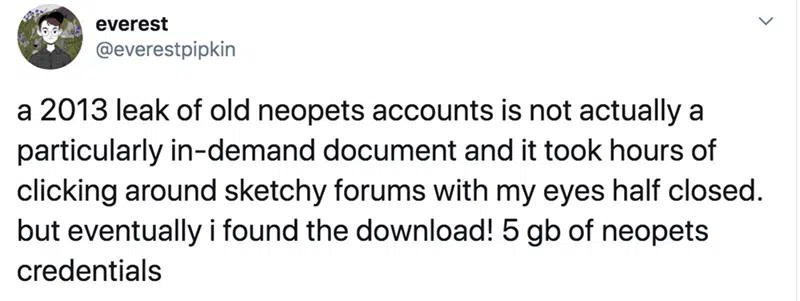 everest
@everestpipkin
a 2013 leak of old neopets accounts is not actually a
particularly in-demand document and it took hours of
clicking around sketchy forums with my eyes half closed.
but eventually i found the download! 5 gb of neopets
credentials